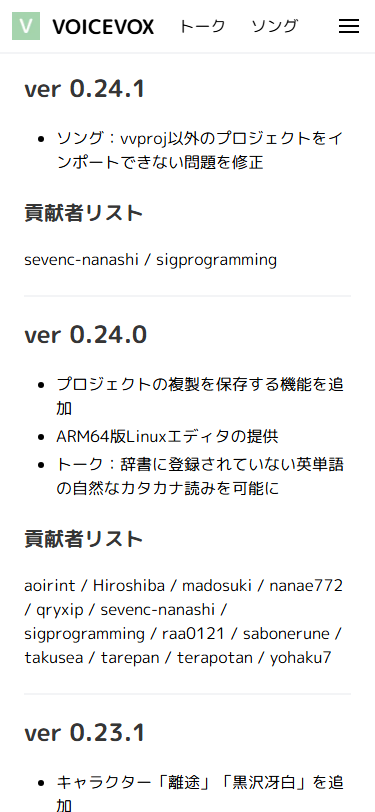 V VOICEVOX トーク ソング
ver 0.24.1
ソング：vvproj以外のプロジェクトをイ
ンポートできない問題を修正
貢献者リスト
sevenc-nanashi / sigprogramming
ver 0.24.0
プロジェクトの複製を保存する機能を追
加
ARM64版Linuxエディタの提供
トーク：辞書に登録されていない英単語
の自然なカタカナ読みを可能に
貢献者リスト
aoirint / Hiroshiba / madosuki / nanae772
/ qryxip / sevenc-nanashi /
sigprogramming / raa0121 / sabonerune /
takusea / tarepan / terapotan / yohaku7
ver 0.23.1
キャラクター「離途」「黒沢冴白」を追
加